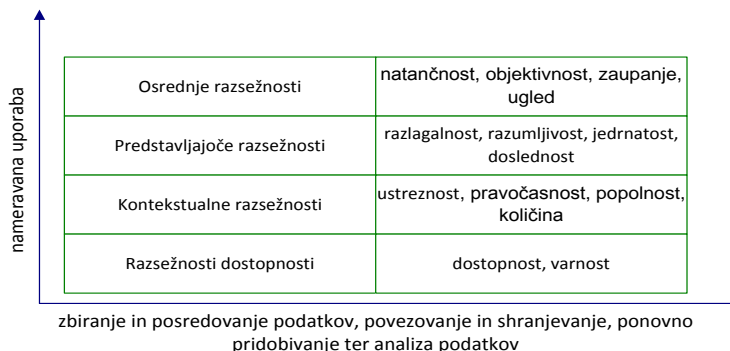 nameravana uporaba
Osrednje razsežnosti
natančnost, objektivnost, zaupanje,
ugled
Predstavljajoče razsežnosti
razlagalnost, razumljivost, jedrnatost,
doslednost
Kontekstualne razsežnosti
ustreznost, pravočasnost, popolnost,
količina
Razsežnosti dostopnosti
dostopnost, varnost
zbiranje in posredovanje podatkov, povezovanje in shranjevanje, ponovno
pridobivanje ter analiza podatkov